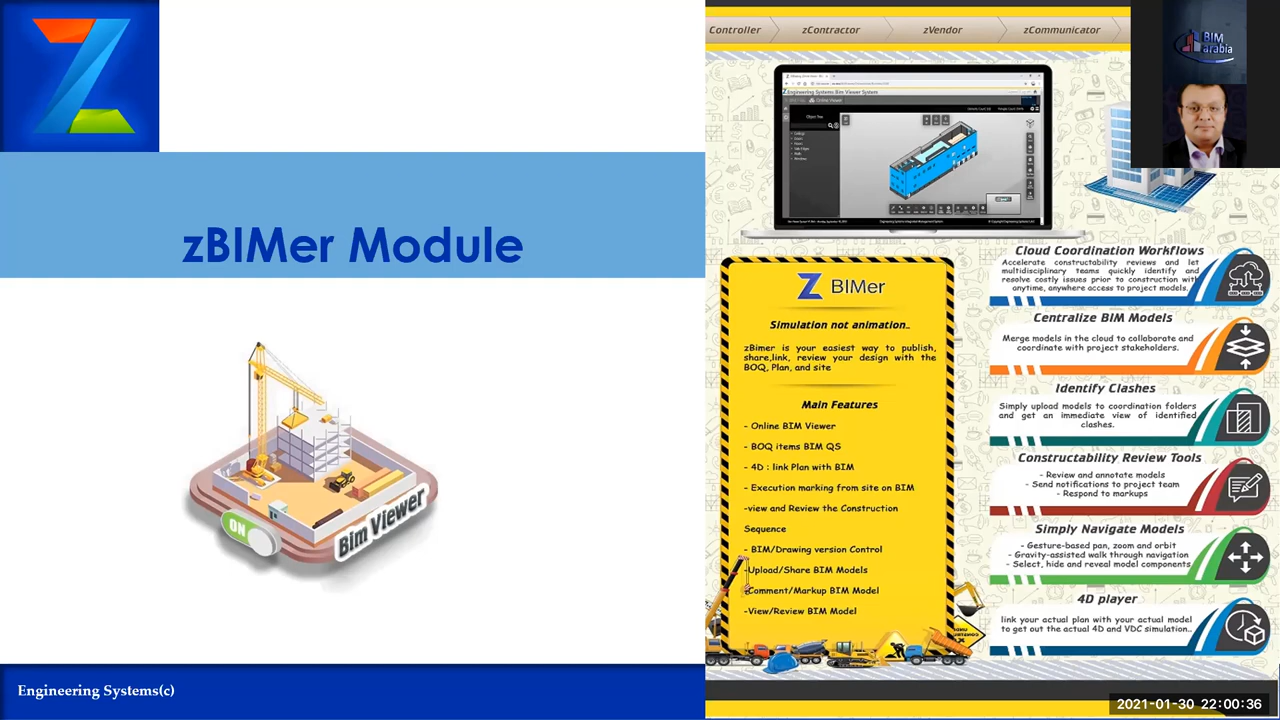 zBIMer Module
ON
Bim Viewer
Engineering Systems(c)
Controller
zContractor
zVendor
zCommunicator
BIM
arabia
Engineering Systems Bim Viewer System
Online Viewer
Z BIMer
Simulation not animation..
zBimer is your easiest way to publish,
share,link, review your design with the
BOQ, Plan, and site
Main Features
- Online BIM Viewer
- BOQ items BIM QS
- 4D : link Plan with BIM
- Execution marking from site on BIM
-view and Review the Construction
Sequence
- BIM/Drawing version Control
-Upload/Share BIM Models
-Comment/Markup BIM Model
-View/Review BIM Model
Cloud Coordination Workflows
Accelerate constructability reviews and let
multidisciplinary teams quickly identify and
resolve costly issues prior to construction with
anytime, anywhere access to project models.
Centralize BIM Models
Merge models in the cloud to collaborate and
coordinate with project stakeholders.
Identify Clashes
Simply upload models to coordination folders
and get an immediate view of identified
clashes.
Constructability Review Tools
- Review and annotate models
- Send notifications to project team
- Respond to markups
Simply Navigate Models
- Gesture-based pan, zoom and orbit
- Gravity-assisted walk through navigation
- Select, hide and reveal model components
4D player
link your actual plan with your actual model
to get out the actual 4D and VDC simulation..
2021-01-30 22:00:36